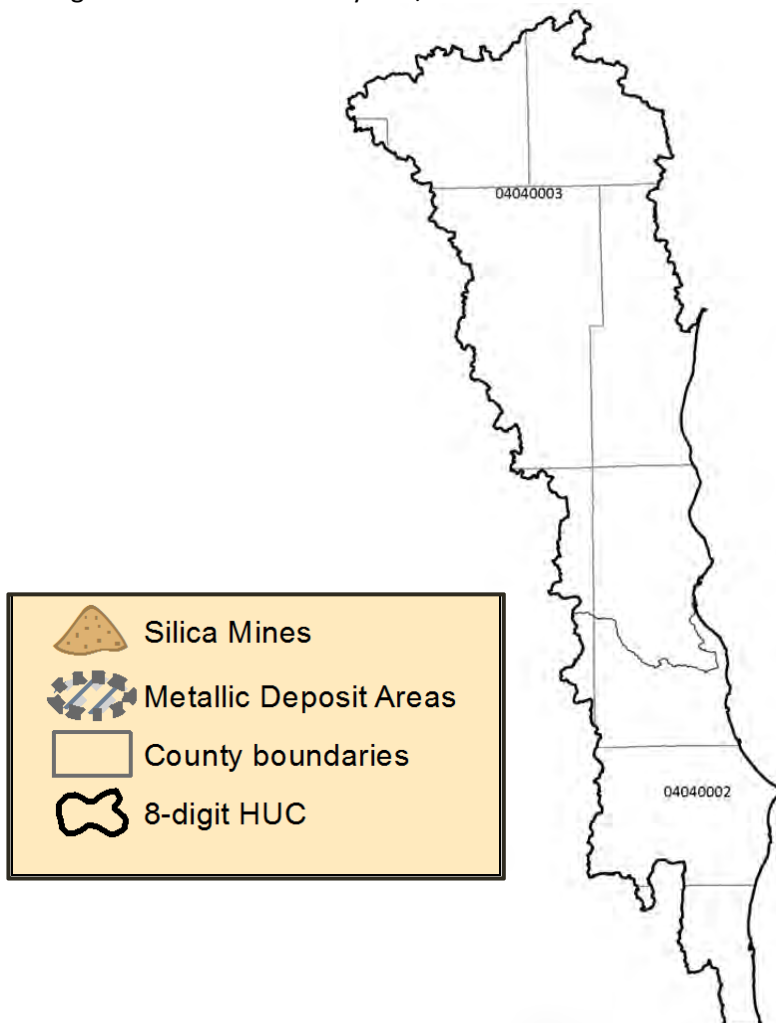 04040003
Silica Mines
Metallic Deposit Areas
County boundaries
04040002
8-digit HUC